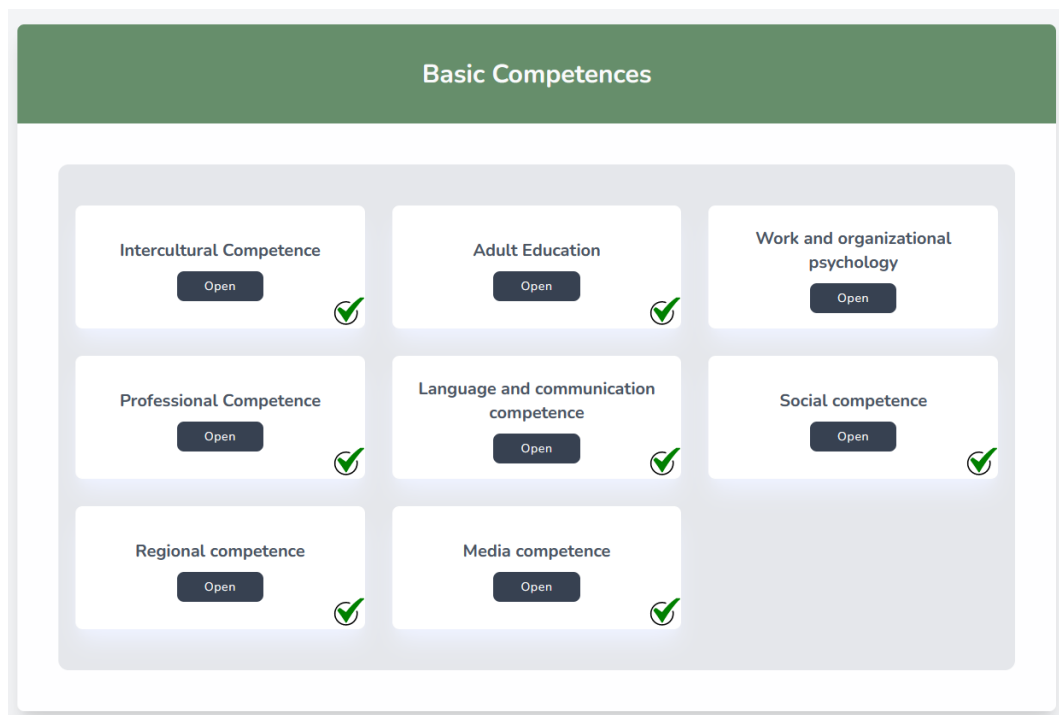 Basic Competences
Intercultural Competence
Open
Adult Education
Open
Work and organizational
psychology
Open
Professional Competence
Open
Language and communication
competence
Open
Social competence
Open
Regional competence
Open
Media competence
Open